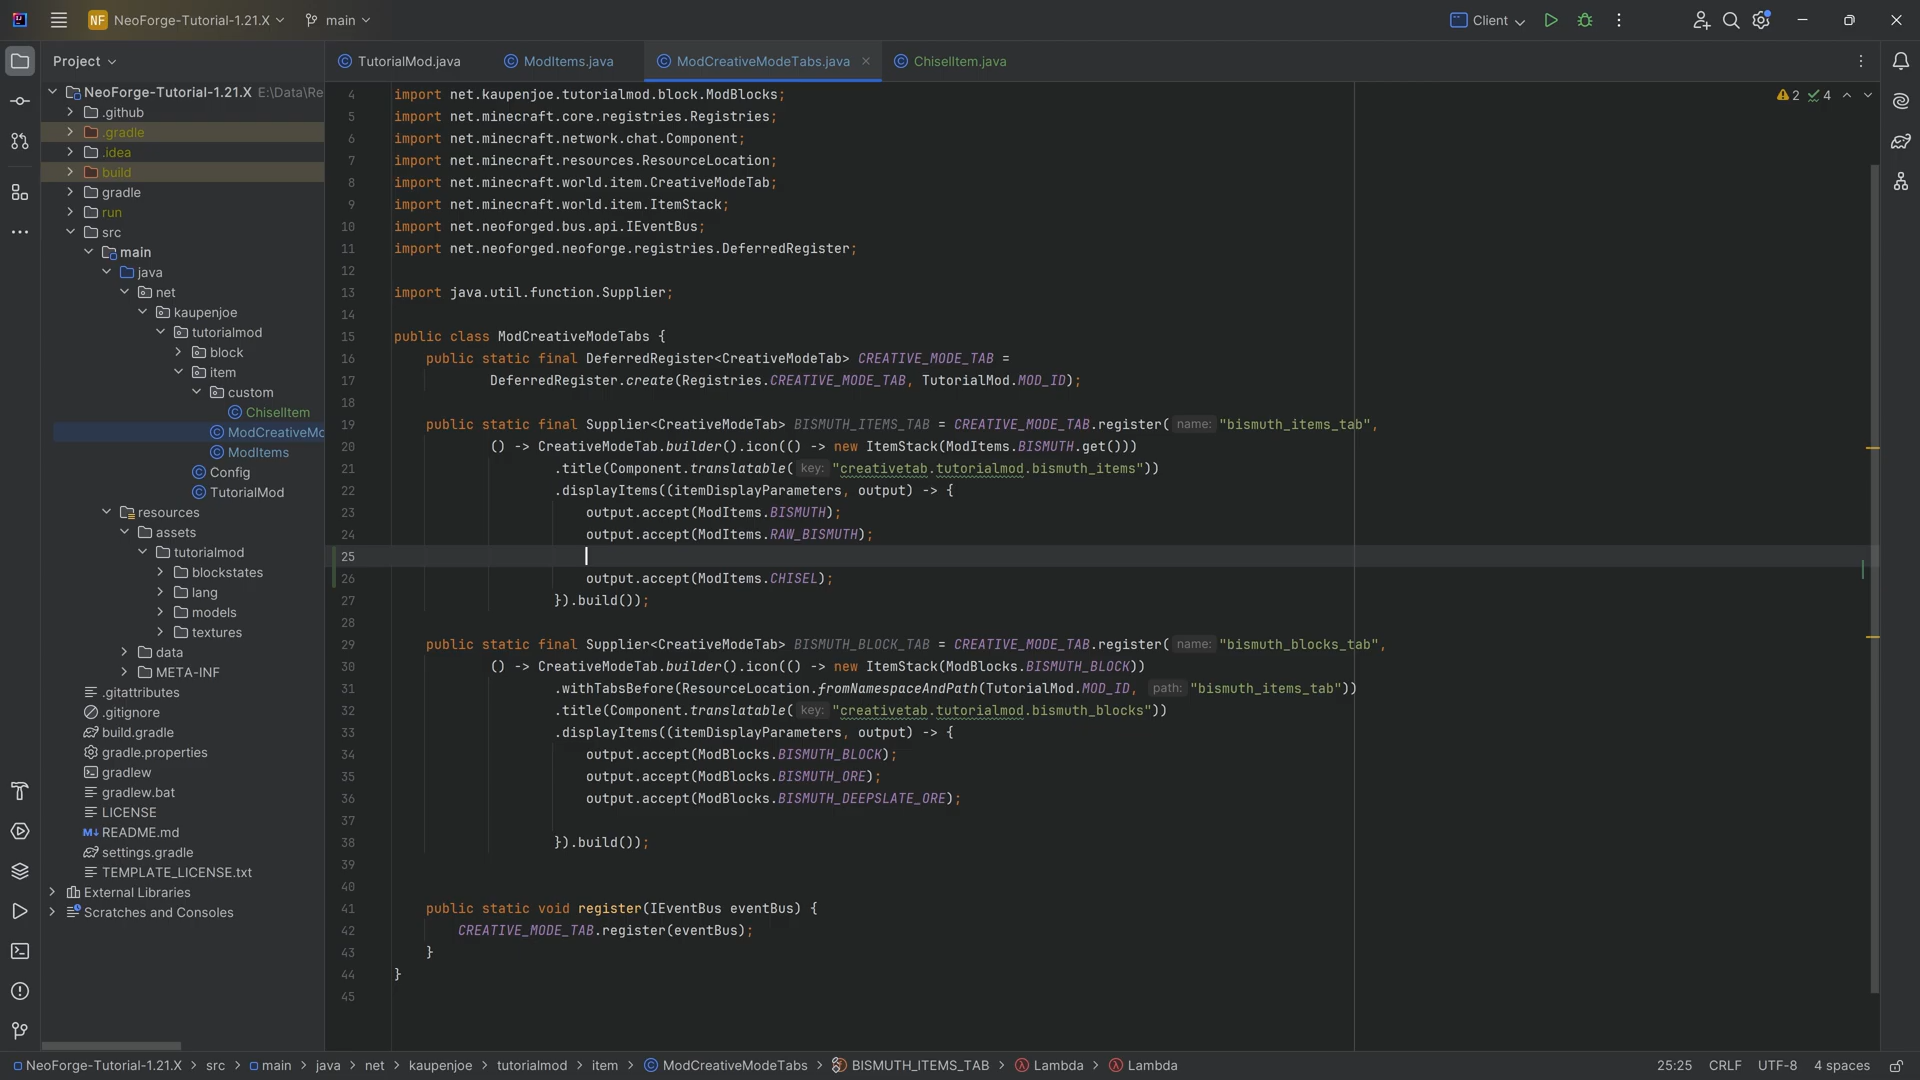 NF NeoForge-Tutorial-1.21.X main Client
Project
TutorialMod.java ModItems.java ModCreativeModeTabs.java ChiselItem.java
NeoForge-Tutorial-1.21.X E:\Data\Re
.github
.gradle
.idea
build
gradle
run
src
main
java
net
kaupenjoe
tutorialmod
block
item
custom
ChiselItem
ModCreativeMo
ModItems
Config
TutorialMod
resources
assets
tutorialmod
blockstates
lang
models
textures
data
META-INF
.gitattributes
.gitignore
build.gradle
gradle.properties
gradlew
gradlew.bat
LICENSE
M↓ README.md
settings.gradle
TEMPLATE_LICENSE.txt
External Libraries
Scratches and Consoles
2 4
4 import net.kaupenjoe.tutorialmod.block.ModBlocks;
5 import net.minecraft.core.registries.Registries;
6 import net.minecraft.network.chat.Component;
7 import net.minecraft.resources.ResourceLocation;
8 import net.minecraft.world.item.CreativeModeTab;
9 import net.minecraft.world.item.ItemStack;
10 import net.neoforged.bus.api.IEventBus;
11 import net.neoforged.neoforge.registries.DeferredRegister;
12
13 import java.util.function.Supplier;
14
15 public class ModCreativeModeTabs {
16 public static final DeferredRegister<CreativeModeTab> CREATIVE_MODE_TAB =
17 DeferredRegister.create(Registries.CREATIVE_MODE_TAB, TutorialMod.MOD_ID);
18
19 public static final Supplier<CreativeModeTab> BISMUTH_ITEMS_TAB = CREATIVE_MODE_TAB.register( name: "bismuth_items_tab",
20 () -> CreativeModeTab.builder().icon(() -> new ItemStack(ModItems.BISMUTH.get()))
21 .title(Component.translatable( key: "creativetab.tutorialmod.bismuth_items"))
22 .displayItems((itemDisplayParameters, output) -> {
23 output.accept(ModItems.BISMUTH);
24 output.accept(ModItems.RAW_BISMUTH);
25
26 output.accept(ModItems.CHISEL);
27 }).build());
28
29 public static final Supplier<CreativeModeTab> BISMUTH_BLOCK_TAB = CREATIVE_MODE_TAB.register( name: "bismuth_blocks_tab",
30 () -> CreativeModeTab.builder().icon(() -> new ItemStack(ModBlocks.BISMUTH_BLOCK))
31 .withTabsBefore(ResourceLocation.fromNamespaceAndPath(TutorialMod.MOD_ID, path: "bismuth_items_tab"))
32 .title(Component.translatable( key: "creativetab.tutorialmod.bismuth_blocks"))
33 .displayItems((itemDisplayParameters, output) -> {
34 output.accept(ModBlocks.BISMUTH_BLOCK);
35 output.accept(ModBlocks.BISMUTH_ORE);
36 output.accept(ModBlocks.BISMUTH_DEEPSLATE_ORE);
37
38 }).build());
39
40
41 public static void register(IEventBus eventBus) {
42 CREATIVE_MODE_TAB.register(eventBus);
43 }
44 }
45
NeoForge-Tutorial-1.21.X > src > main > java > net > kaupenjoe > tutorialmod > item > ModCreativeModeTabs > BISMUTH_ITEMS_TAB > Lambda > Lambda 25:25 CRLF UTF-8 4 spaces